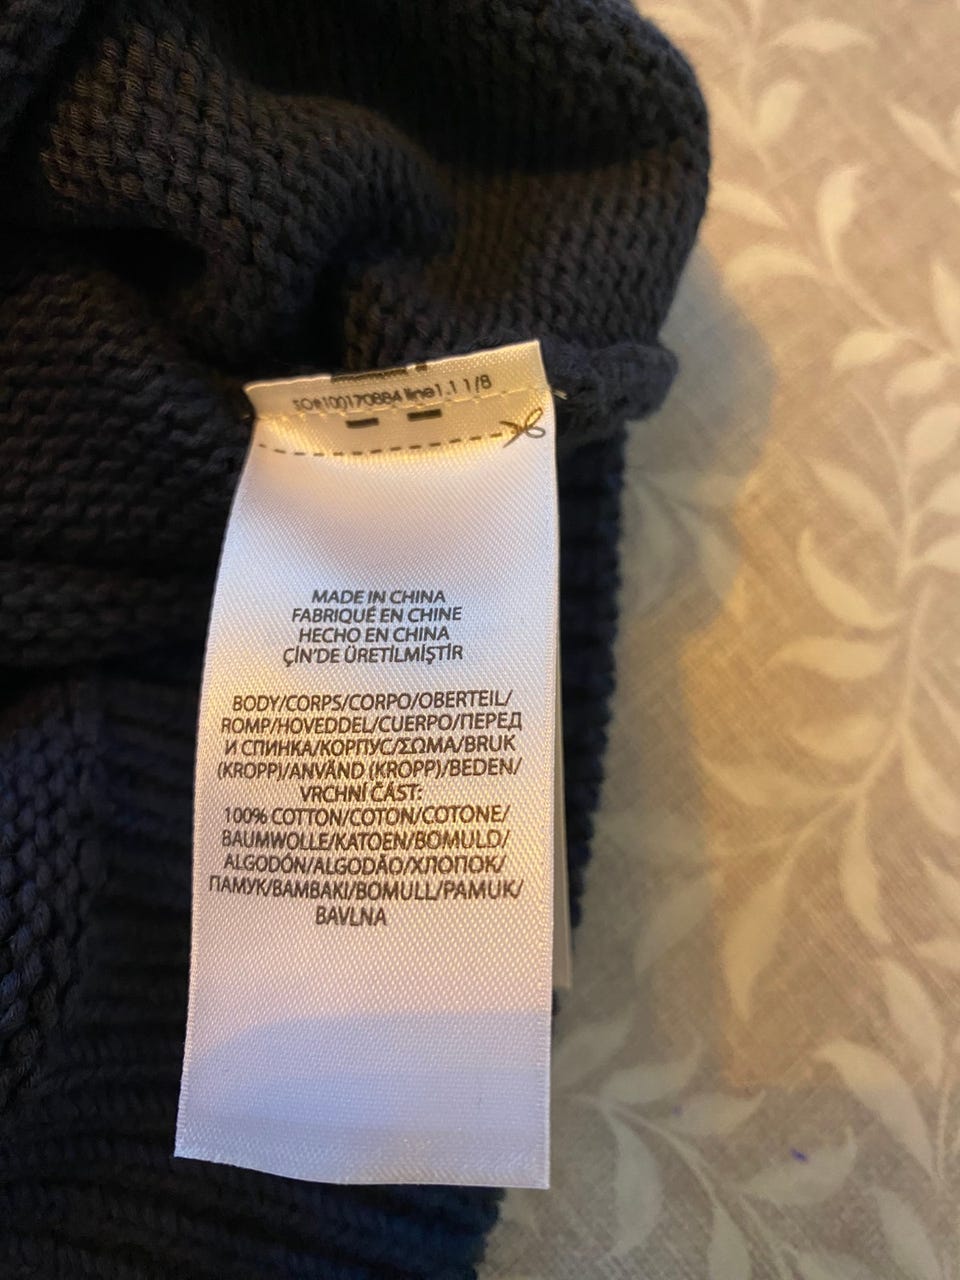 SO#100170884 line1.1 1/8
MADE IN CHINA
FABRIQUÉ EN CHINE
HECHO EN CHINA
ÇİN'DE ÜRETİLMİŞTİR
BODY/CORPS/CORPO/OBERTEIL/
ROMP/HOVEDDEL/CUERPO/ПЕРЕД
И СПИНКА/КОРПУС/ΣΩΜΑ/BRUK
(KROPP)/ANVÄND (KROPP)/BEDEN/
VRCHNÍ ČÁST:
100% COTTON/COTON/COTONE/
BAUMWOLLE/KATOEN/BOMULD/
ALGODÓN/ALGODÃO/ХЛОПОК/
ПАМУК/ΒΑΜΒΑΚΙ/BOMULL/PAMUK/
BAVLNA